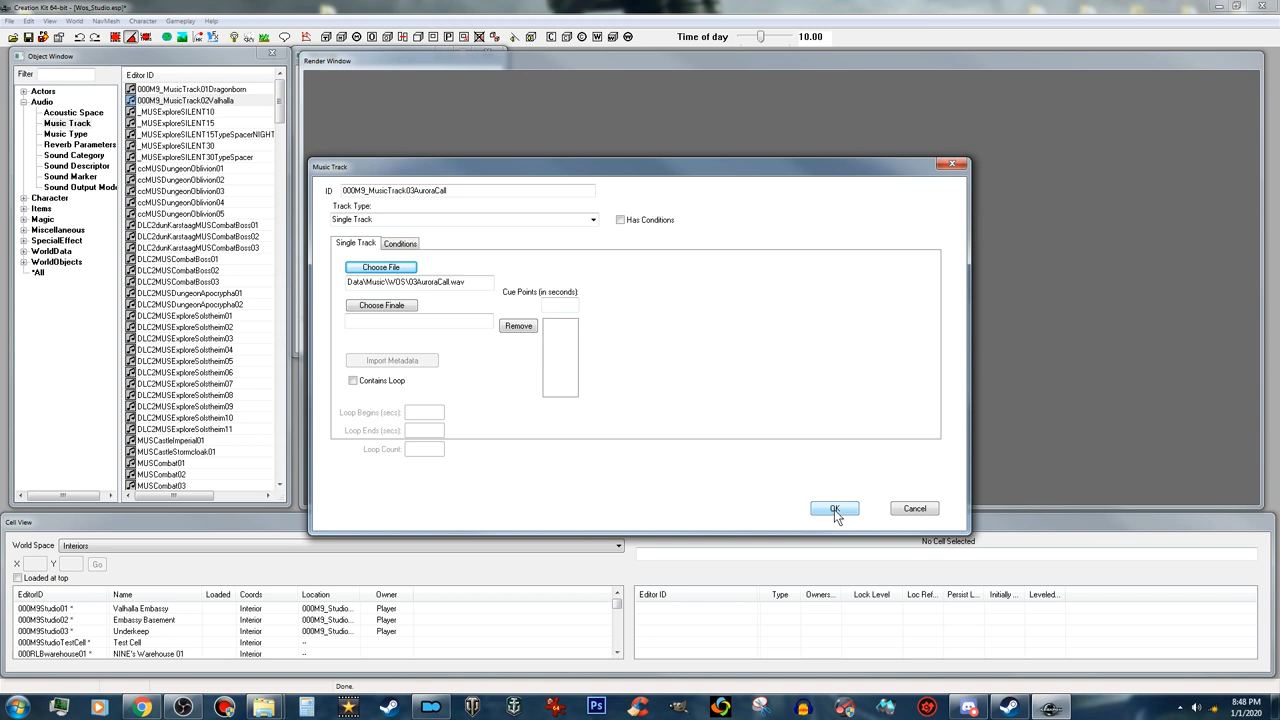 Creation Kit 64-bit - [Wos_Studio.esp]*
File Edit View World NavMesh Character Gameplay
Time of day 10.00
Object Window
Filter
Actors
Audio
Acoustic Space
Music Track
Music Type
Reverb Parameters
Sound Category
Sound Descriptor
Sound Marker
Sound Output Mode
Character
Items
Magic
Miscellaneous
SpecialEffect
WorldData
WorldObjects
*All
Editor ID
000M9_MusicTrack01Dragonborn
000M9_MusicTrack02Valhalla
_MUSExploreSILENT10
_MUSExploreSILENT15
_MUSExploreSILENT15TypeSpacerNIGHT
_MUSExploreSILENT30
_MUSExploreSILENT30TypeSpacer
ccMUSDungeonOblivion01
ccMUSDungeonOblivion02
ccMUSDungeonOblivion03
ccMUSDungeonOblivion04
ccMUSDungeonOblivion05
DLC2dunKarstaagMUSCombatBoss01
DLC2dunKarstaagMUSCombatBoss02
DLC2dunKarstaagMUSCombatBoss03
DLC2MUSCombatBoss01
DLC2MUSCombatBoss02
DLC2MUSCombatBoss03
DLC2MUSDungeonApocrypha01
DLC2MUSDungeonApocrypha02
DLC2MUSExploreSolstheim01
DLC2MUSExploreSolstheim02
DLC2MUSExploreSolstheim03
DLC2MUSExploreSolstheim04
DLC2MUSExploreSolstheim05
DLC2MUSExploreSolstheim06
DLC2MUSExploreSolstheim07
DLC2MUSExploreSolstheim08
DLC2MUSExploreSolstheim09
DLC2MUSExploreSolstheim10
DLC2MUSExploreSolstheim11
MUSCastleImperial01
MUSCastleStormcloak01
MUSCombat01
MUSCombat02
MUSCombat03
Render Window
Music Track
ID 000M9_MusicTrack03AuroraCall
Track Type:
Single Track
Has Conditions
Single Track Conditions
Choose File
Data\Music\WOS\03AuroraCall.wav
Cue Points (in seconds):
Choose Finale
Remove
Import Metadata
Contains Loop
Loop Begins (secs):
Loop Ends (secs):
Loop Count:
OK Cancel
Cell View
World Space Interiors
No Cell Selected
X Y Go
Loaded at top
EditorID Name Loaded Coords Location Owner
000M9Studio01 * Valhalla Embassy Interior 000M9_Studio... Player
000M9Studio02 * Embassy Basement Interior 000M9_Studio... Player
000M9Studio03 * Underkeep Interior 000M9_Studio... Player
000M9StudioTestCell * Test Cell Interior --
000RLBwarehouse01 * NINE's Warehouse 01 Interior --
Editor ID Type Owners... Lock Level Loc Ref... Persist L... Initially ... Leveled...
Done.
8:48 PM
1/1/2020